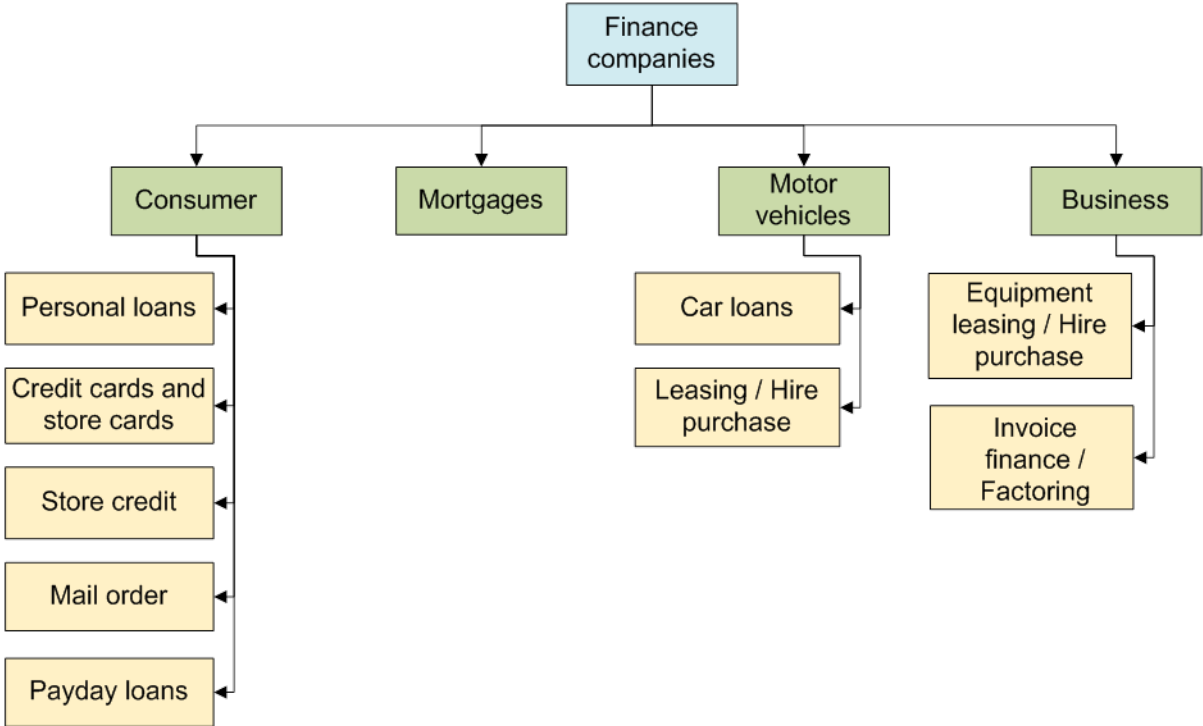 Finance
companies
Consumer
Mortgages
Motor
vehicles
Business
Personal loans
Credit cards and
store cards
Store credit
Mail order
Payday loans
Car loans
Leasing / Hire
purchase
Equipment
leasing / Hire
purchase
Invoice
finance /
Factoring